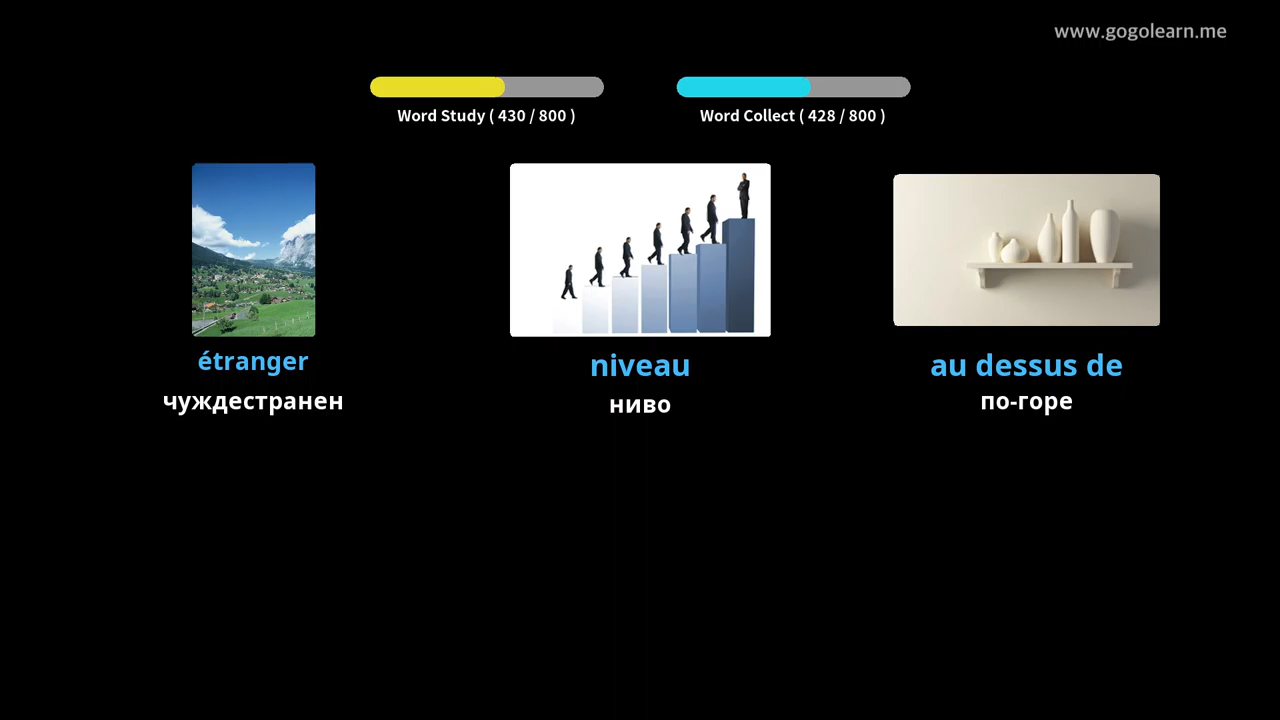 www.gogolearn.me
Word Study ( 430 / 800 )
Word Collect ( 428 / 800 )
étranger
чуждестранен
niveau
ниво
au dessus de
по-горе